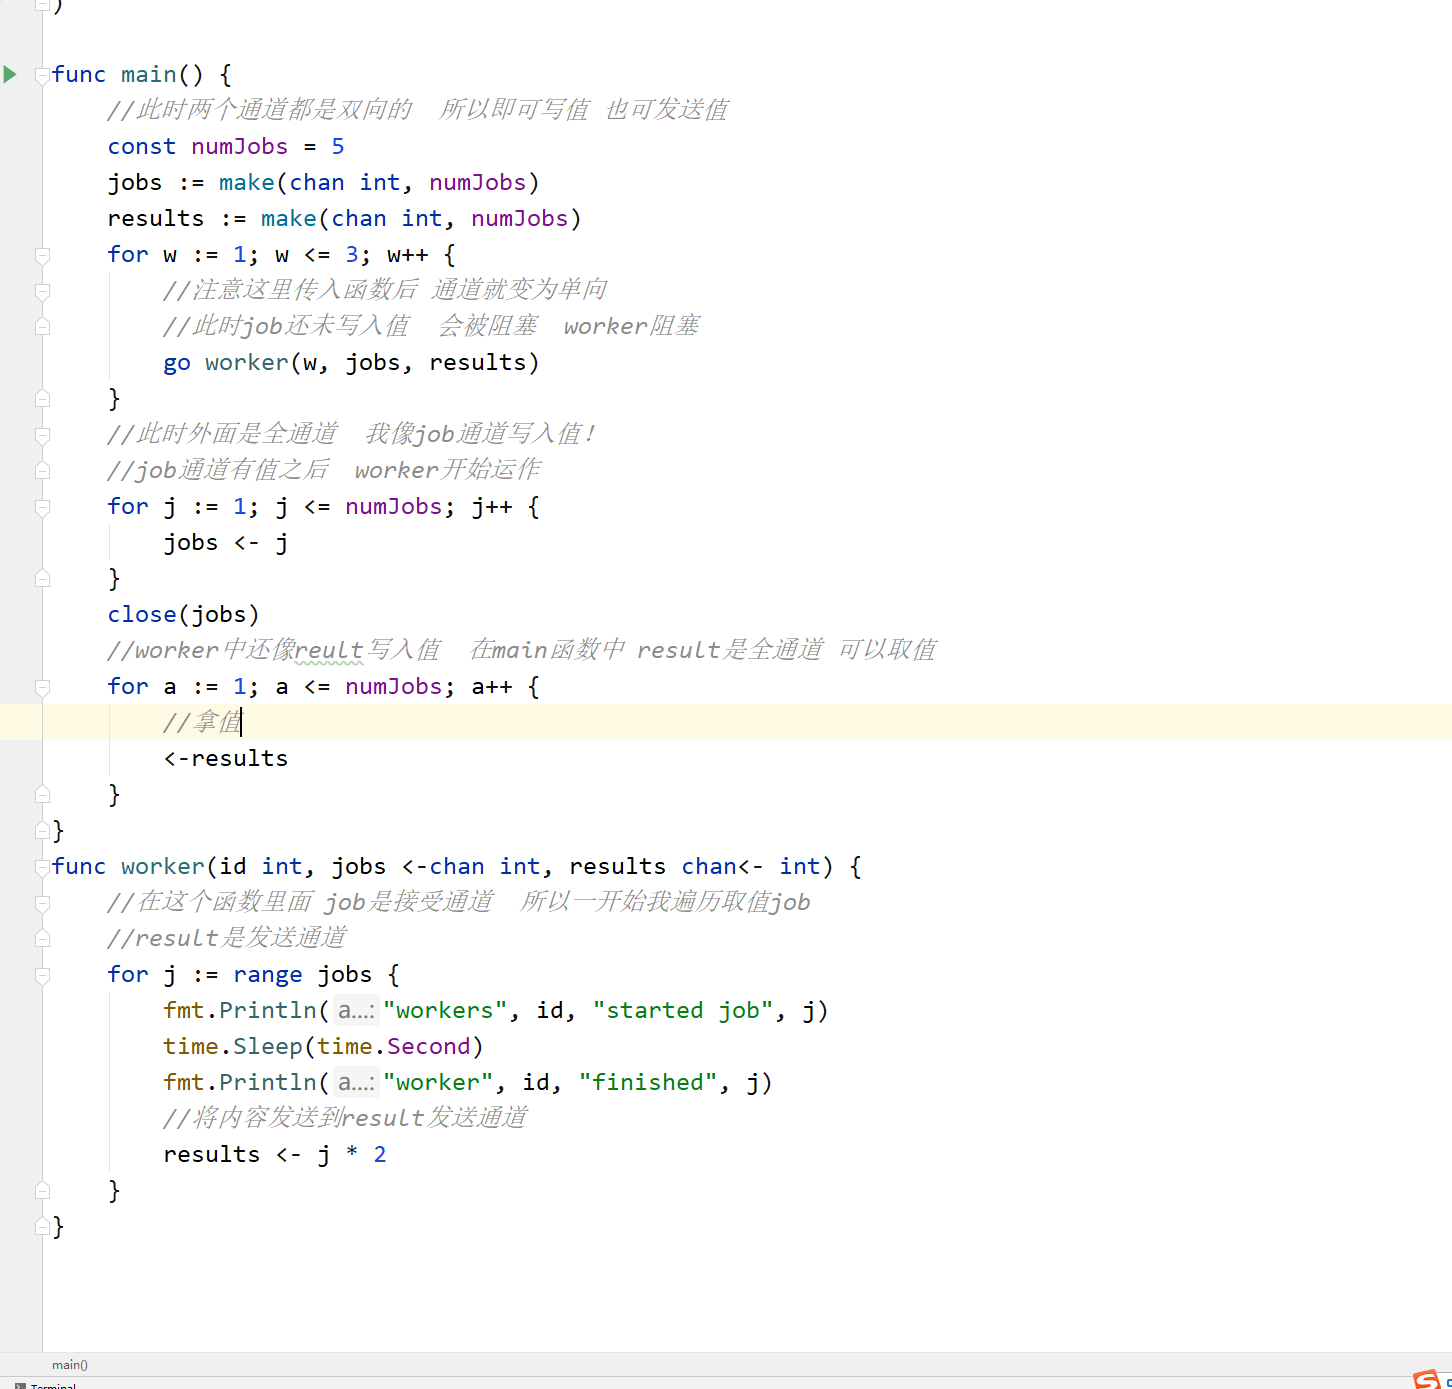 )
func main() {
//此时两个通道都是双向的  所以即可写值 也可发送值
const numJobs = 5
jobs := make(chan int, numJobs)
results := make(chan int, numJobs)
for w := 1; w <= 3; w++ {
//注意这里传入函数后 通道就变为单向
//此时job还未写入值  会被阻塞  worker阻塞
go worker(w, jobs, results)
}
//此时外面是全通道  我像job通道写入值！
//job通道有值之后  worker开始运作
for j := 1; j <= numJobs; j++ {
jobs <- j
}
close(jobs)
//worker中还像reult写入值  在main函数中 result是全通道 可以取值
for a := 1; a <= numJobs; a++ {
//拿值
<-results
}
}
func worker(id int, jobs <-chan int, results chan<- int) {
//在这个函数里面 job是接受通道  所以一开始我遍历取值job
//result是发送通道
for j := range jobs {
fmt.Println( a...: "workers", id, "started job", j)
time.Sleep(time.Second)
fmt.Println( a...: "worker", id, "finished", j)
//将内容发送到result发送通道
results <- j * 2
}
}
main()
Terminal